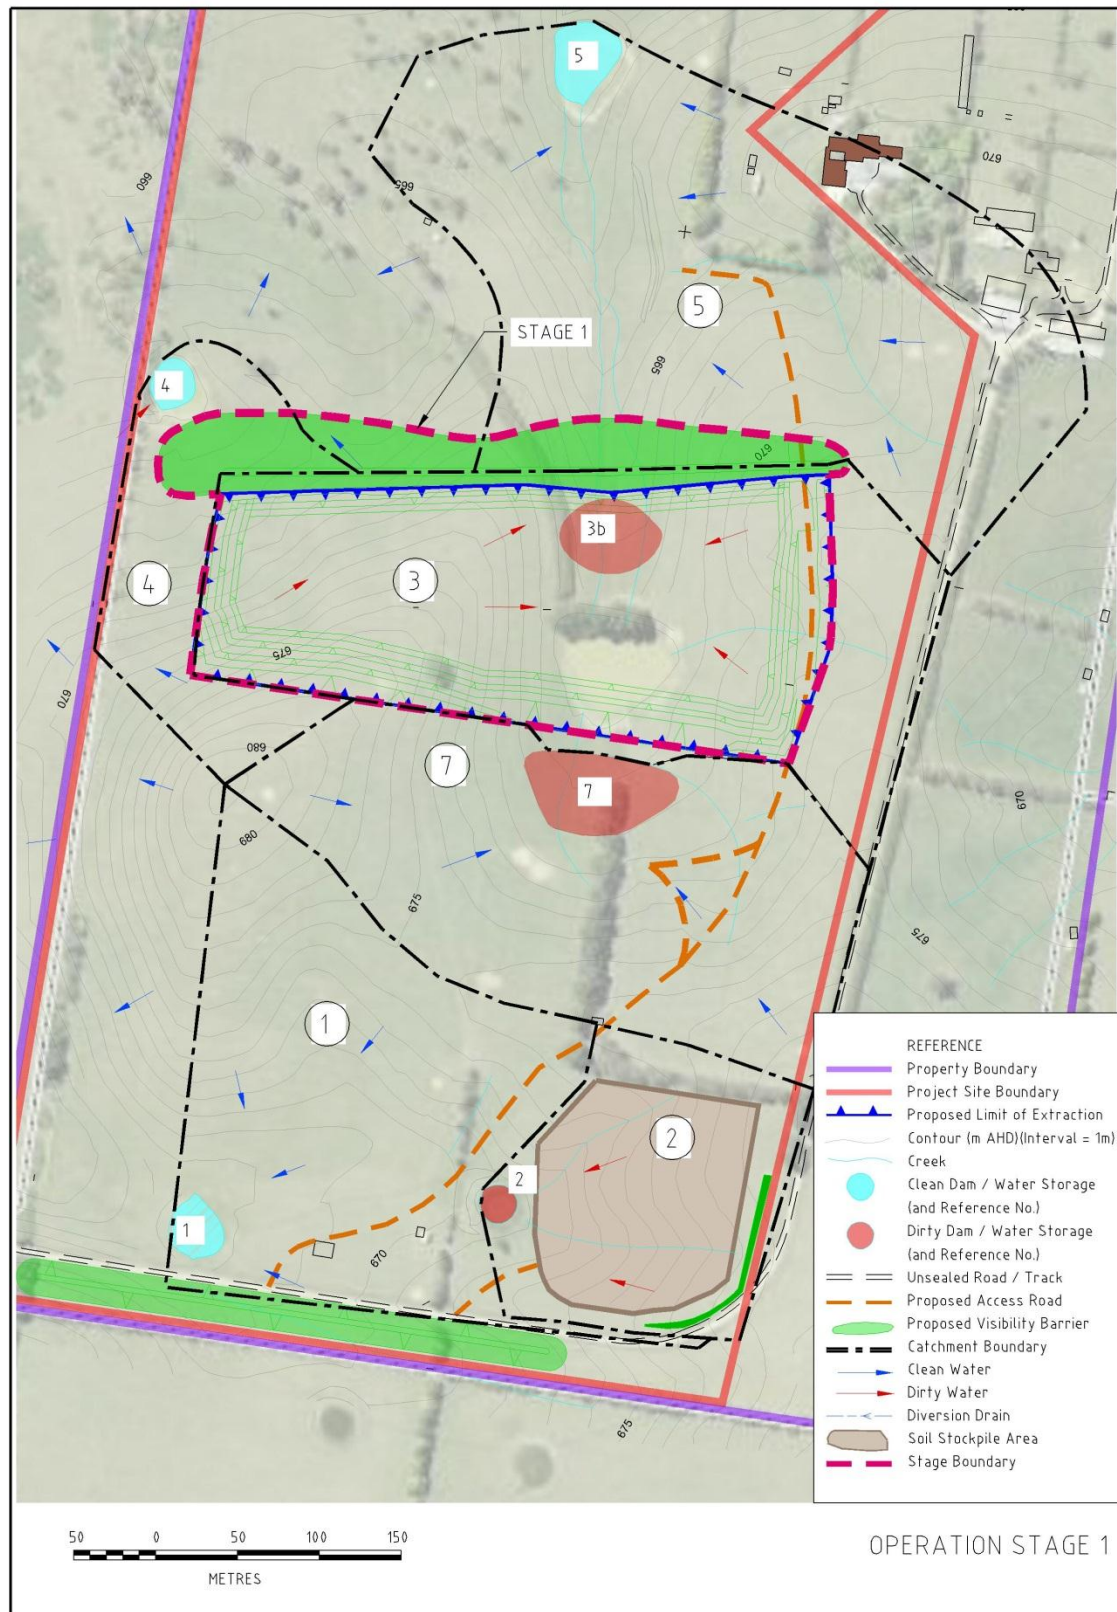 5
670
660
665
5
STAGE 1
665
4
670
3b
3
4
675
670
680
7
7
680
670
675
675
1
2
2
1
670
675
REFERENCE
Property Boundary
Project Site Boundary
Proposed Limit of Extraction
Contour (m AHD)(Interval = 1m)
Creek
Clean Dam / Water Storage
(and Reference No.)
Dirty Dam / Water Storage
(and Reference No.)
Unsealed Road / Track
Proposed Access Road
Proposed Visibility Barrier
Catchment Boundary
Clean Water
Dirty Water
Diversion Drain
Soil Stockpile Area
Stage Boundary
50 0 50 100 150
METRES
OPERATION STAGE 1